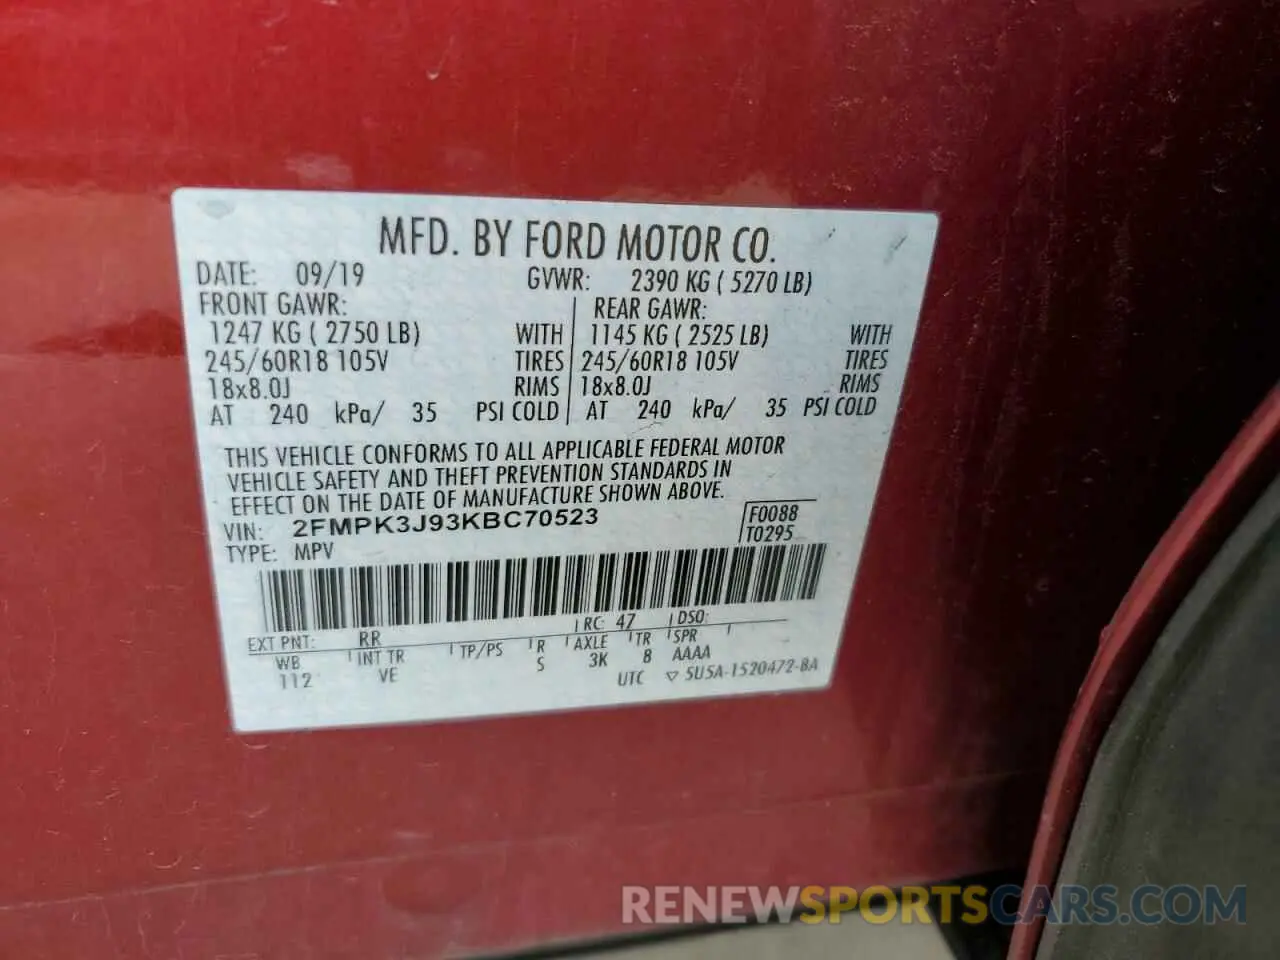 MFD. BY FORD MOTOR CO.
DATE: 09/19 GVWR: 2390 KG ( 5270 LB)
FRONT GAWR: REAR GAWR:
1247 KG ( 2750 LB) WITH 1145 KG ( 2525 LB) WITH
245/60R18 105V TIRES 245/60R18 105V TIRES
18x8.0J RIMS 18x8.0J RIMS
AT 240 kPa/ 35 PSI COLD AT 240 kPa/ 35 PSI COLD
THIS VEHICLE CONFORMS TO ALL APPLICABLE FEDERAL MOTOR
VEHICLE SAFETY AND THEFT PREVENTION STANDARDS IN
EFFECT ON THE DATE OF MANUFACTURE SHOWN ABOVE.
VIN: 2FMPK3J93KBC70523 F0088
TYPE: MPV T0295
EXT PNT: RR RC: 47 DSO:
WB INT TR TP/PS R AXLE TR SPR
112 VE S 3K 8 AAAA
UTC ▽ 5U5A-1520472-BA
RENEWSPORTSCARS.COM